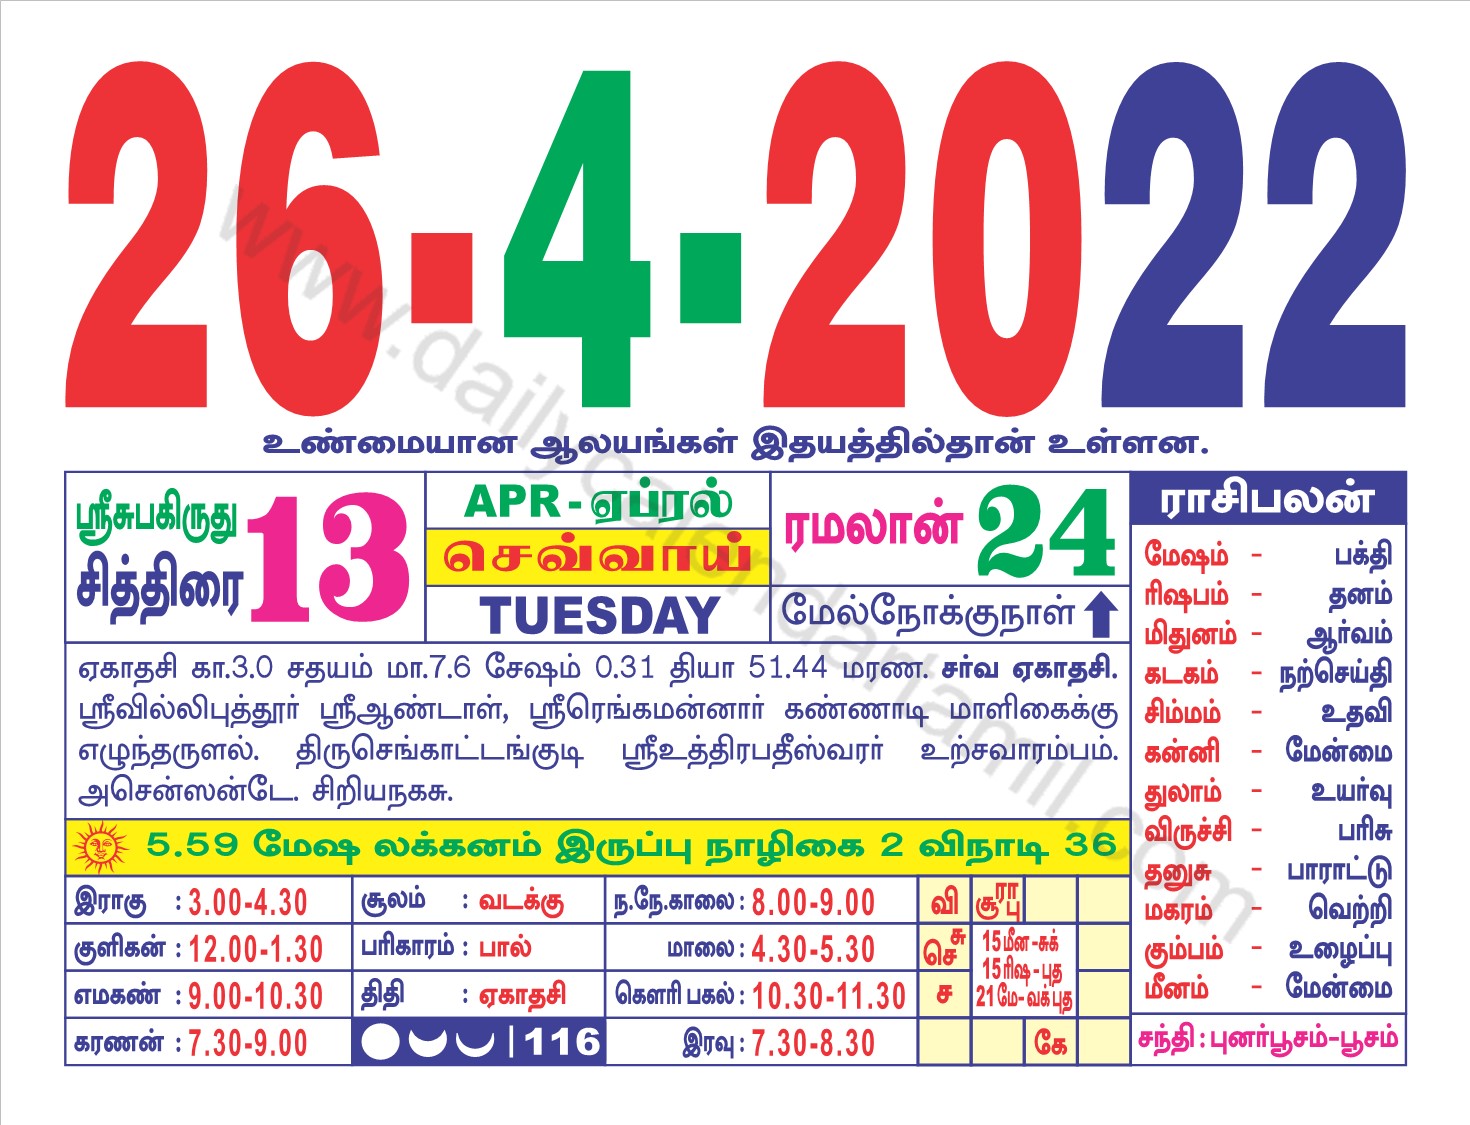 26-4-2022
உண்மையான ஆலயங்கள் இதயத்தில்தான் உள்ளன.
ஸ்ரீசுபகிருது
சித்திரை 13
APR - ஏப்ரல்
செவ்வாய்
TUESDAY
ரமலான் 24
மேல்நோக்குநாள்
ஏகாதசி கா.3.0 சதயம் மா.7.6 சேஷம் 0.31 தியா 51.44 மரண. சர்வ ஏகாதசி.
ஸ்ரீவில்லிபுத்தூர் ஸ்ரீஆண்டாள், ஸ்ரீரெங்கமன்னார் கண்ணாடி மாளிகைக்கு
எழுந்தருளல். திருசெங்காட்டங்குடி ஸ்ரீஉத்திரபதீஸ்வரர் உற்சவாரம்பம்.
அசென்ஸன்டே. சிறியநகசு.
5.59 மேஷ லக்கனம் இருப்பு நாழிகை 2 விநாடி 36
இராகு : 3.00-4.30
குளிகன் : 12.00-1.30
எமகண் : 9.00-10.30
கரணன் : 7.30-9.00
சூலம் : வடக்கு
பரிகாரம் : பால்
திதி : ஏகாதசி
116
ந.நே.காலை : 8.00-9.00
மாலை : 4.30-5.30
கௌரி பகல் : 10.30-11.30
இரவு : 7.30-8.30
வி
சூ ரா பு
செ சு
ச
15 மீன -சுக்
15 ரிஷ - புத
21 மே- வக் புத
கே
ராசிபலன்
மேஷம் - பக்தி
ரிஷபம் - தனம்
மிதுனம் - ஆர்வம்
கடகம் - நற்செய்தி
சிம்மம் - உதவி
கன்னி - மேன்மை
துலாம் - உயர்வு
விருச்சி - பரிசு
தனுசு - பாராட்டு
மகரம் - வெற்றி
கும்பம் - உழைப்பு
மீனம் - மேன்மை
சந்தி : புனர்பூசம்-பூசம்
www.dailycalendartamil.com